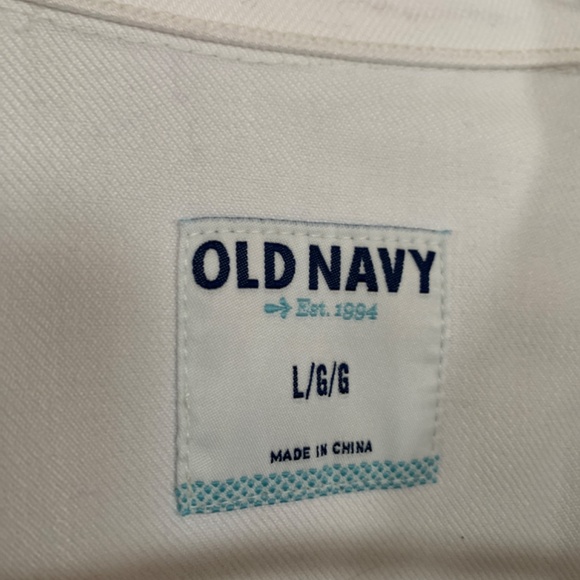 OLD NAVY
Est. 1994
L/G/G
MADE IN CHINA